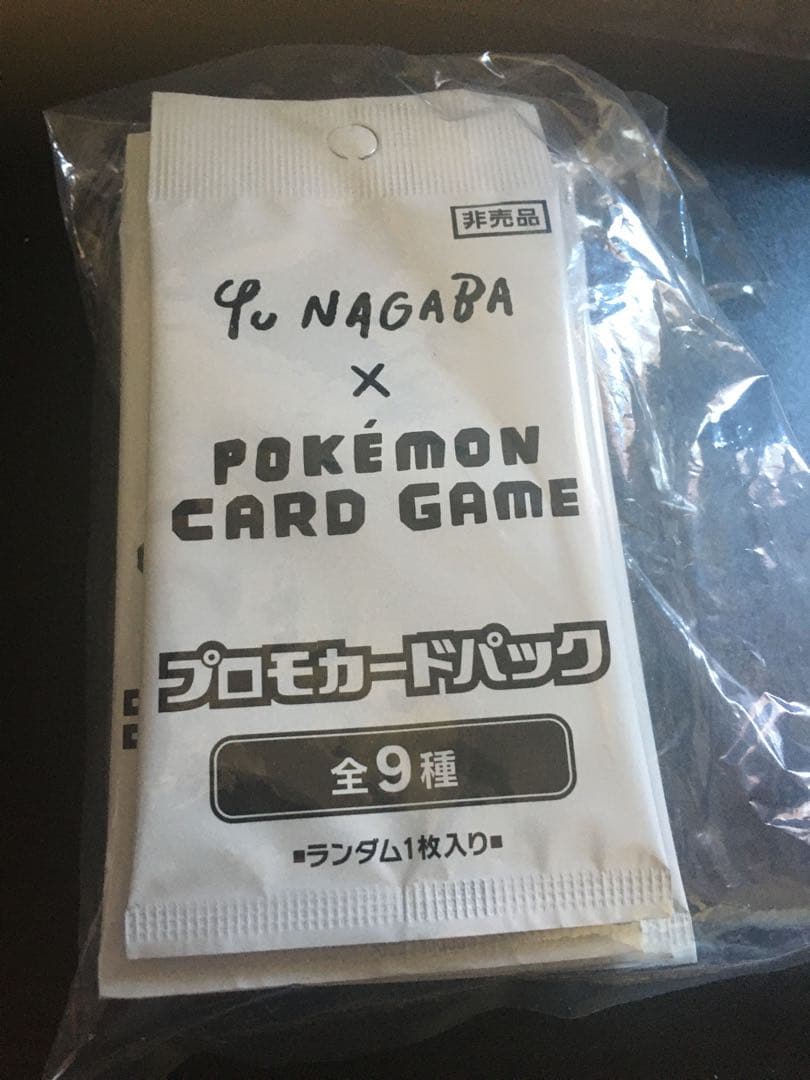 非売品
Yu NAGABA
×
POKÉMON
CARD GAME
プロモカードパック
全9種
■ランダム1枚入り■